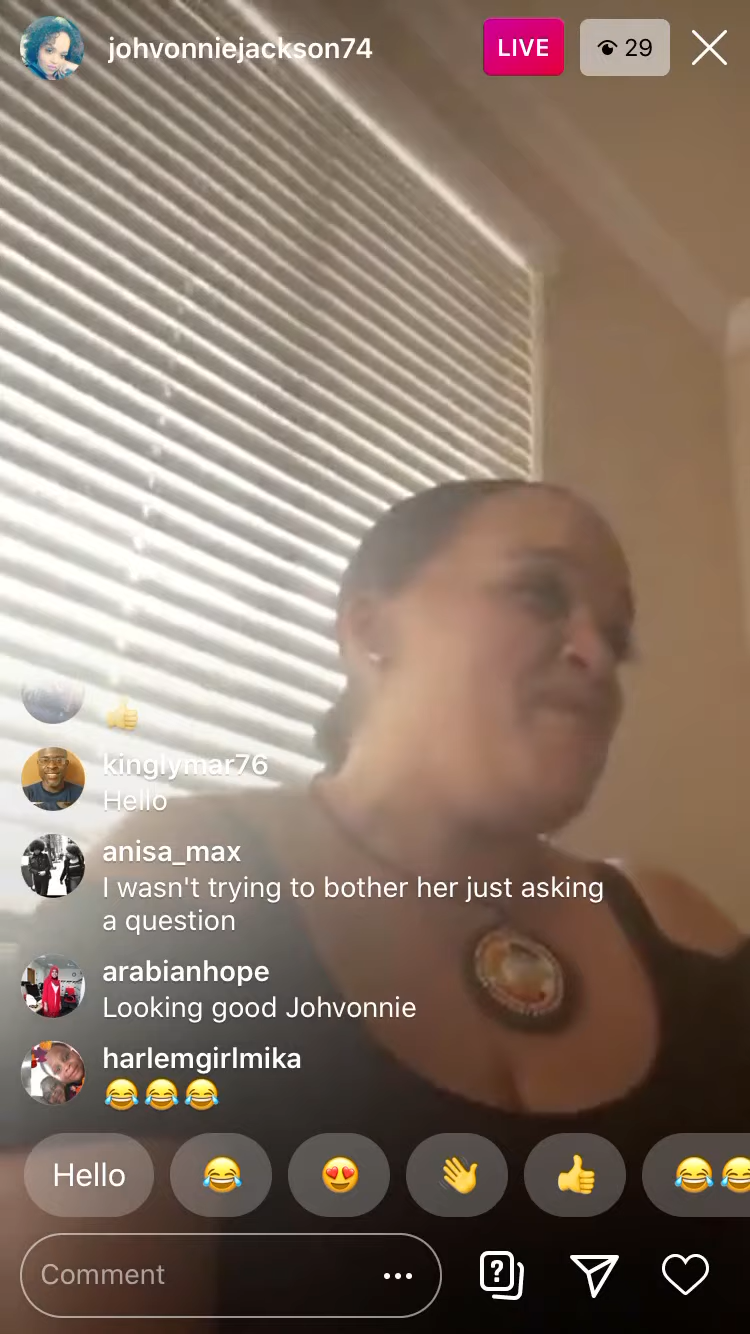 johvonniejackson74
LIVE
29
👍
kinglymar76
Hello
anisa_max
I wasn't trying to bother her just asking
a question
arabianhope
Looking good Johvonnie
harlemgirlmika
😂😂😂
Hello 😂 😍 👋 👍 😂😂
Comment